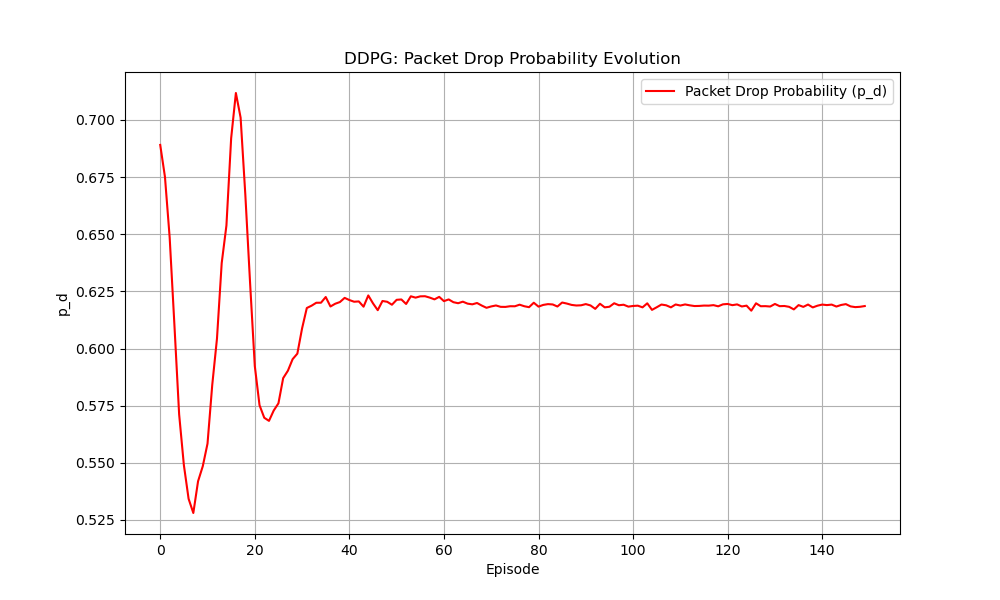 DDPG: Packet Drop Probability Evolution
Packet Drop Probability (p_d)
0.700
0.675
0.650
0.625
0.600
0.575
0.550
0.525
p_d
0 20 40 60 80 100 120 140
Episode